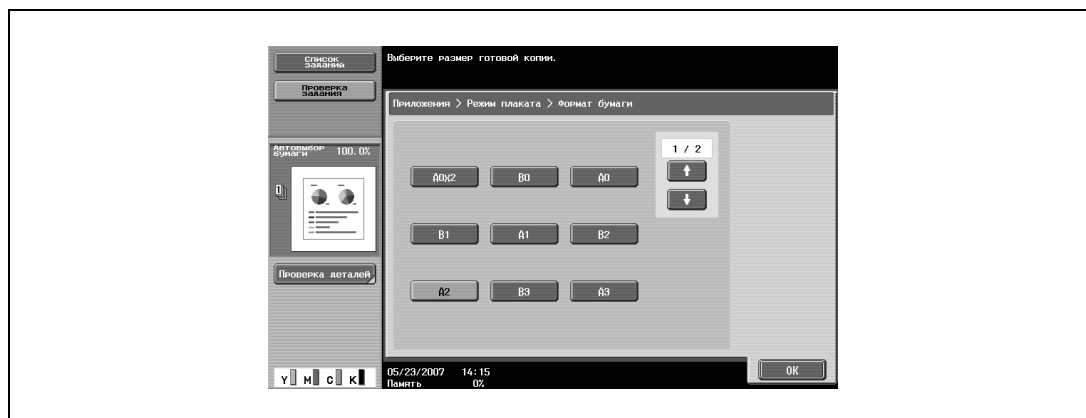 Список
заданий
Проверка
задания
Выберите размер готовой копии.
Приложения > Режим плаката > Формат бумаги
Автовыбор
бумаги 100.0%
1
1 / 2
A0x2 B0 A0
B1 A1 B2
A2 B3 A3
Проверка деталей
Y M C K
05/23/2007 14:15
Память 0%
OK